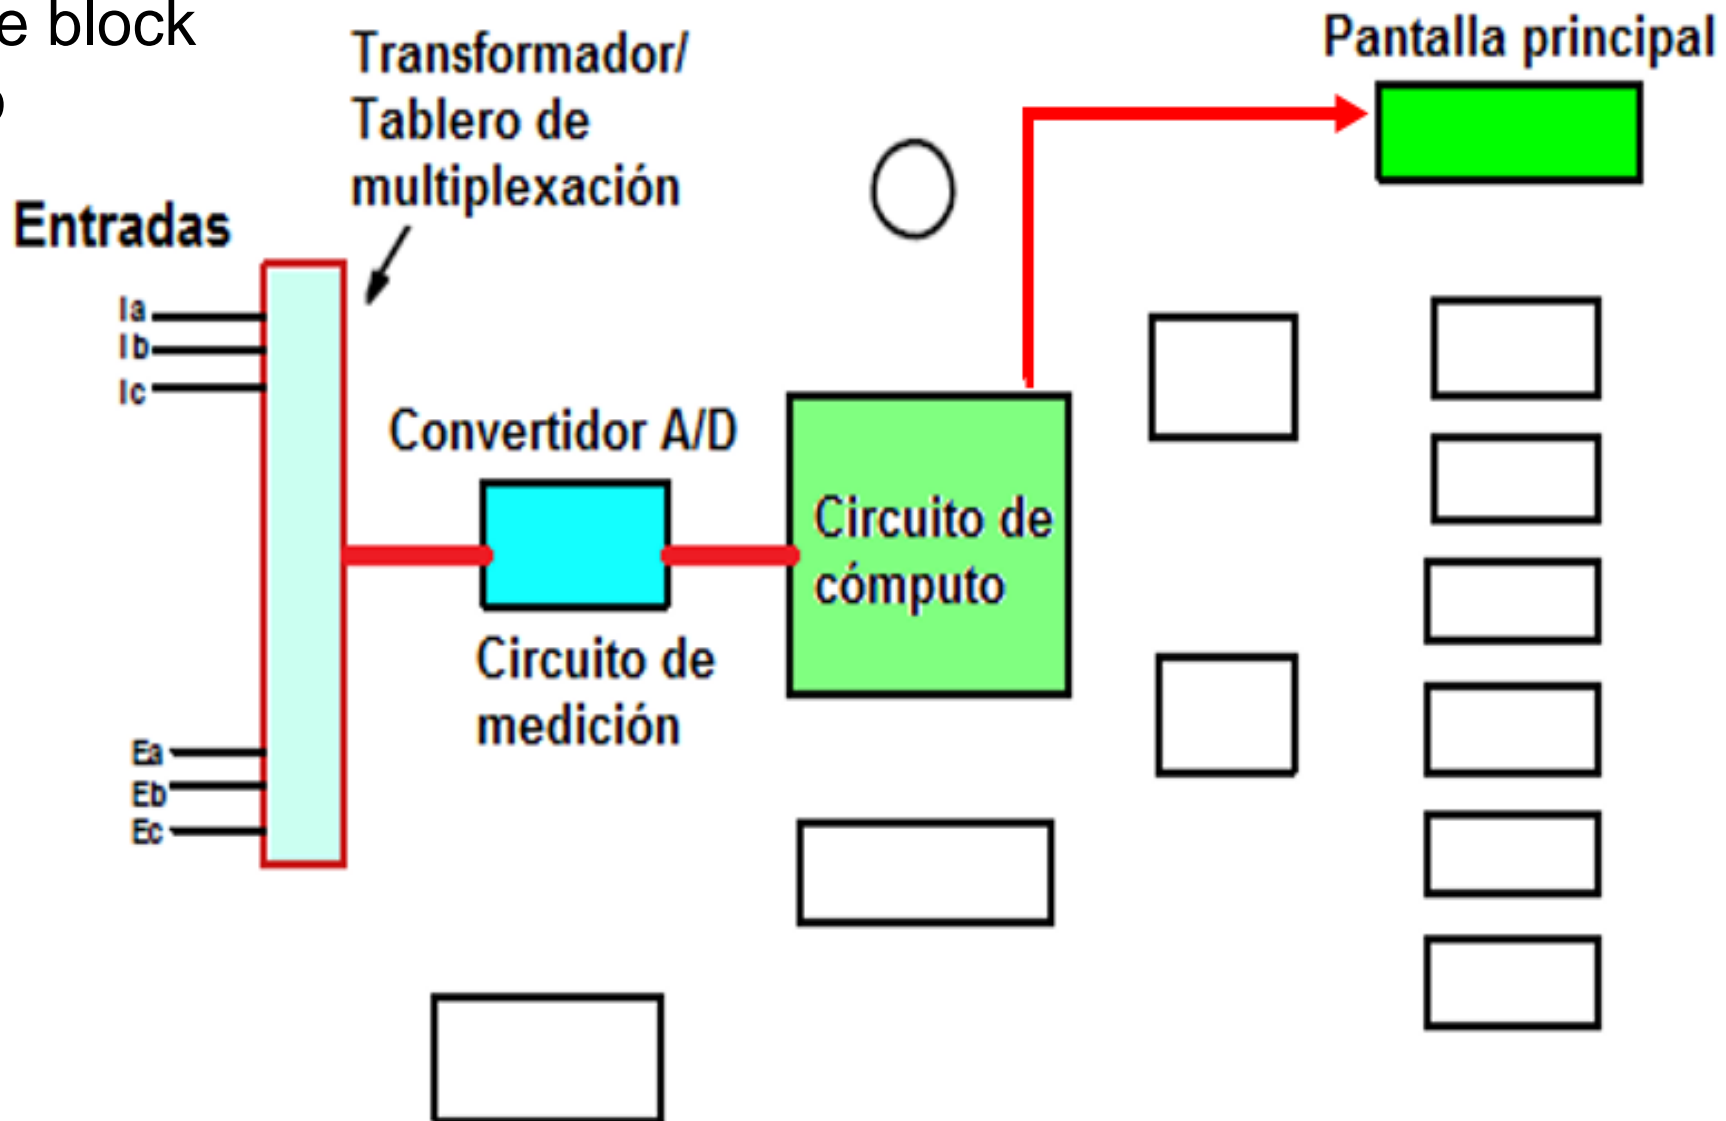 e block
o
Transformador/
Tablero de
multiplexación
Pantalla principal
Entradas
Ia
Ib
Ic
Convertidor A/D
Circuito de
cómputo
Circuito de
medición
Ea
Eb
Ec